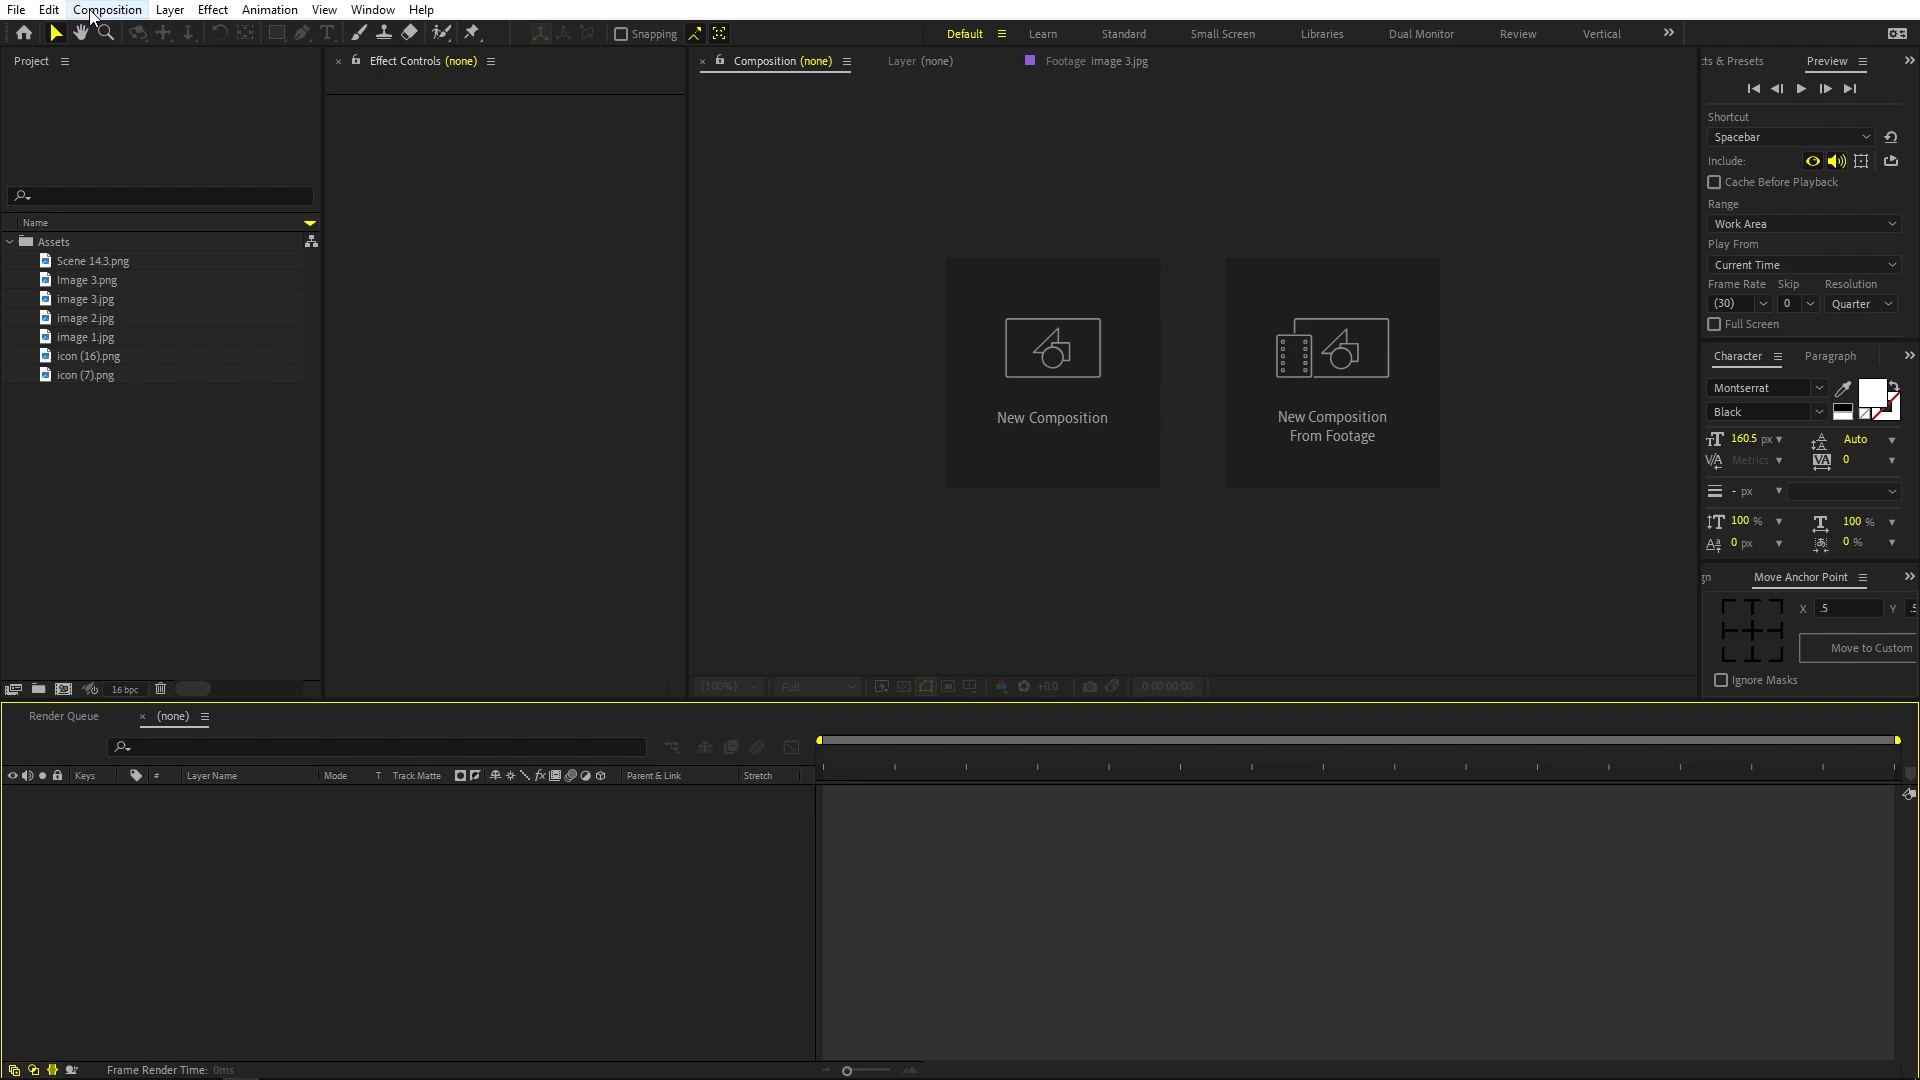 File Edit Composition Layer Effect Animation View Window Help
Snapping
Default Learn Standard Small Screen Libraries Dual Monitor Review Vertical
Project
Effect Controls (none)
Composition (none)
Layer (none)
Footage image 3.jpg
cts & Presets Preview
Shortcut
Spacebar
Include:
Cache Before Playback
Range
Work Area
Play From
Current Time
Frame Rate Skip Resolution
(30) 0 Quarter
Full Screen
Name
Assets
Scene 14.3.png
Image 3.png
image 3.jpg
image 2.jpg
image 1.jpg
icon (16).png
icon (7).png
New Composition
New Composition
From Footage
Character Paragraph
Montserrat
Black
160.5 px Auto
Metrics 0
- px
100 % 100 %
0 px 0 %
gn Move Anchor Point
X .5 Y .5
Move to Custom
Ignore Masks
16 bpc
(100%) Full +0.0 0:00:00:00
Render Queue (none)
Keys # Layer Name Mode T Track Matte fx Parent & Link Stretch
Frame Render Time: 0ms